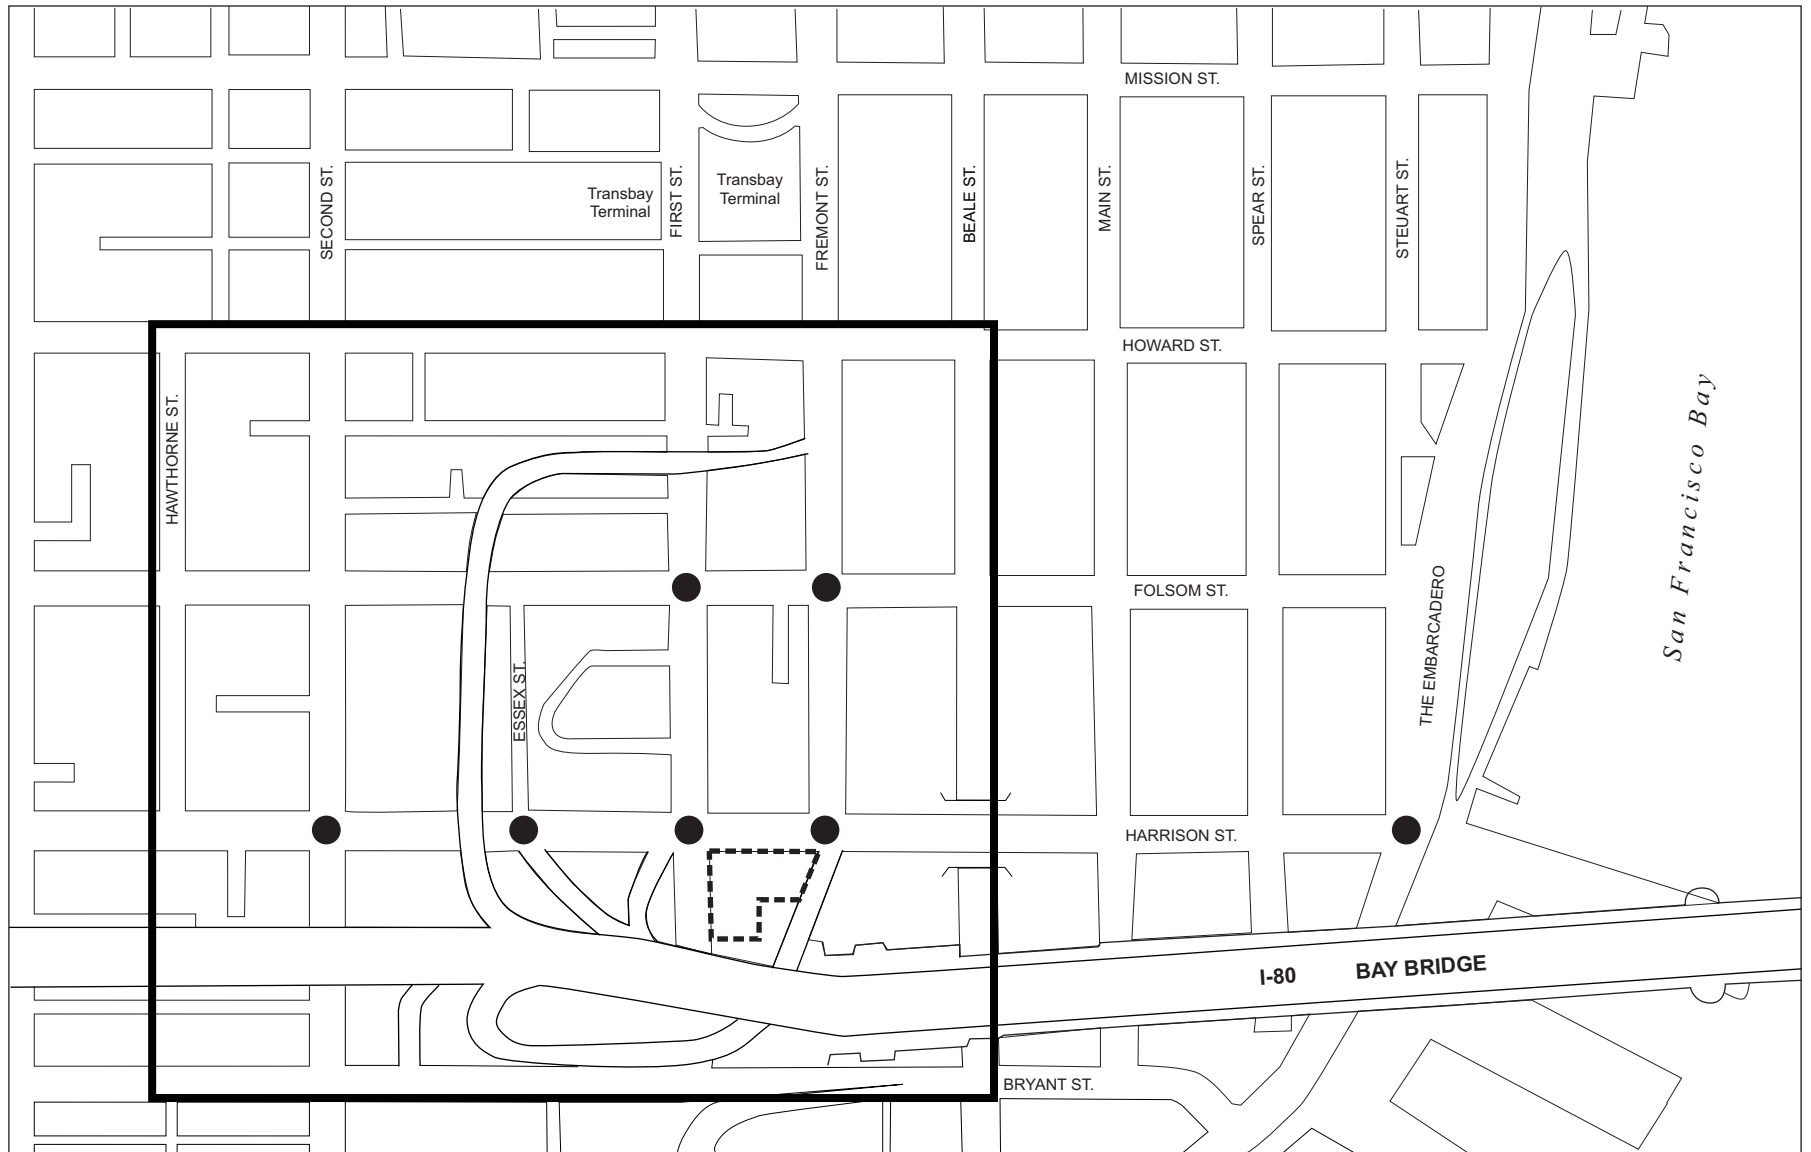 MISSION ST.
SECOND ST.
Transbay
Terminal
FIRST ST.
Transbay
Terminal
FREMONT ST.
BEALE ST.
MAIN ST.
SPEAR ST.
STEUART ST.
HOWARD ST.
HAWTHORNE ST.
San Francisco Bay
FOLSOM ST.
THE EMBARCADERO
ESSEX ST.
HARRISON ST.
I-80
BAY BRIDGE
BRYANT ST.